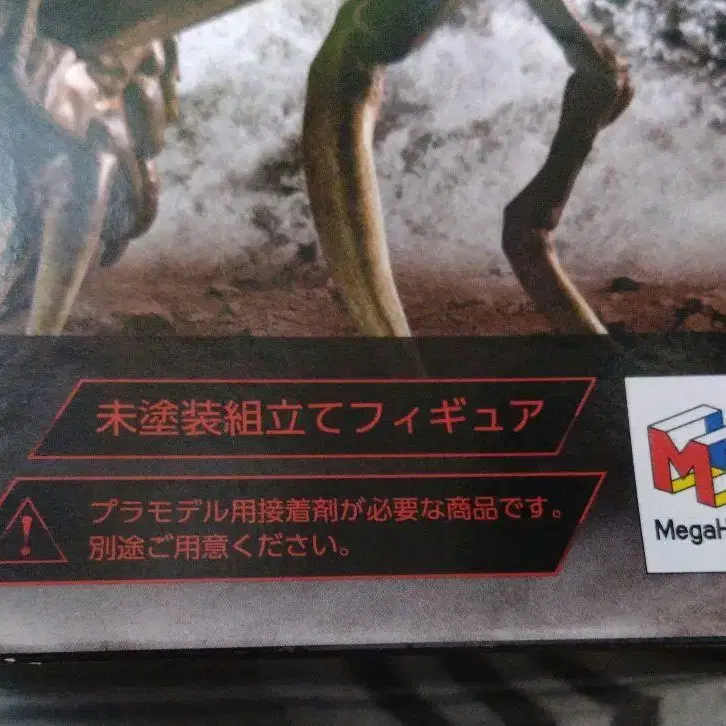 未塗装組立てフィギュア
プラモデル用接着剤が必要な商品です。
別途ご用意ください。
MegaH